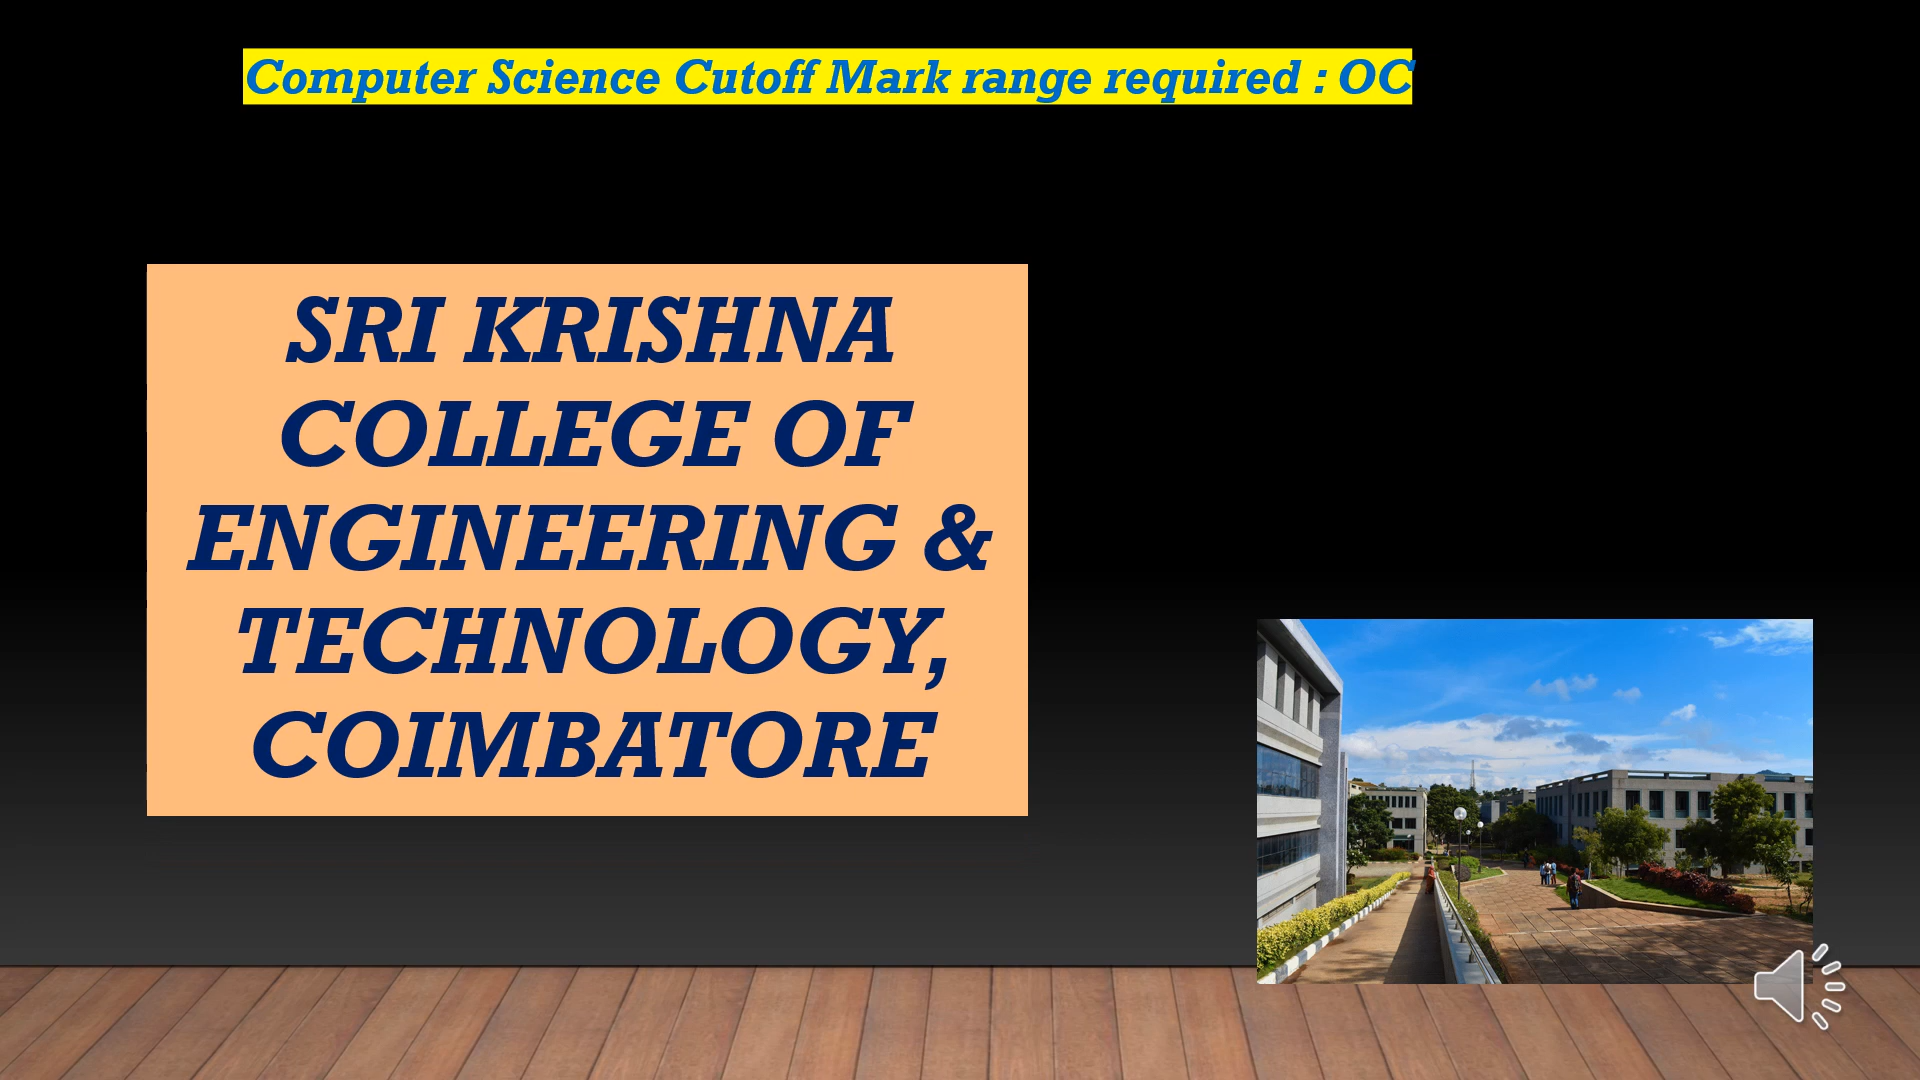 Computer Science Cutoff Mark range required : OC
SRI KRISHNA
COLLEGE OF
ENGINEERING &
TECHNOLOGY,
COIMBATORE